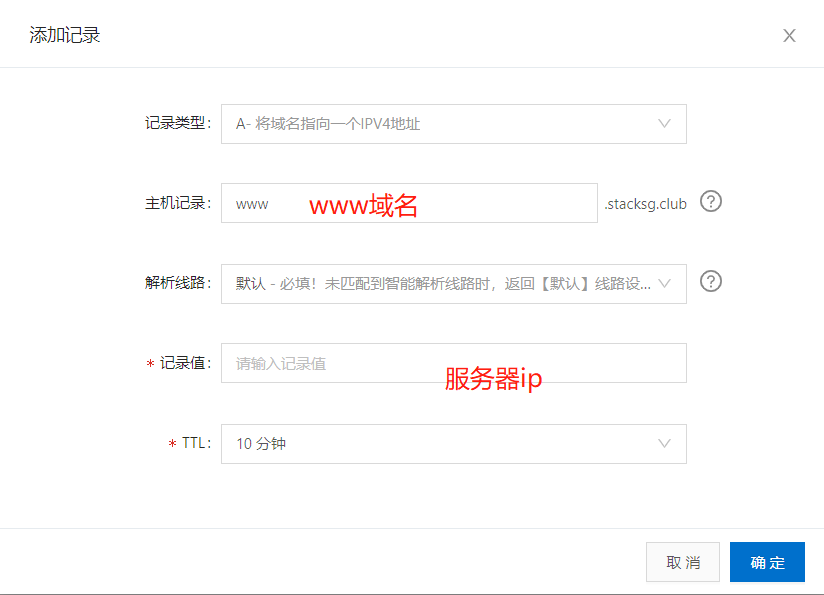 添加记录
记录类型: A- 将域名指向一个IPV4地址
主机记录: www www域名 .stacksg.club ?
解析线路: 默认 - 必填！未匹配到智能解析线路时，返回【默认】线路设... ?
* 记录值: 请输入记录值
服务器ip
* TTL: 10 分钟
取消 确定